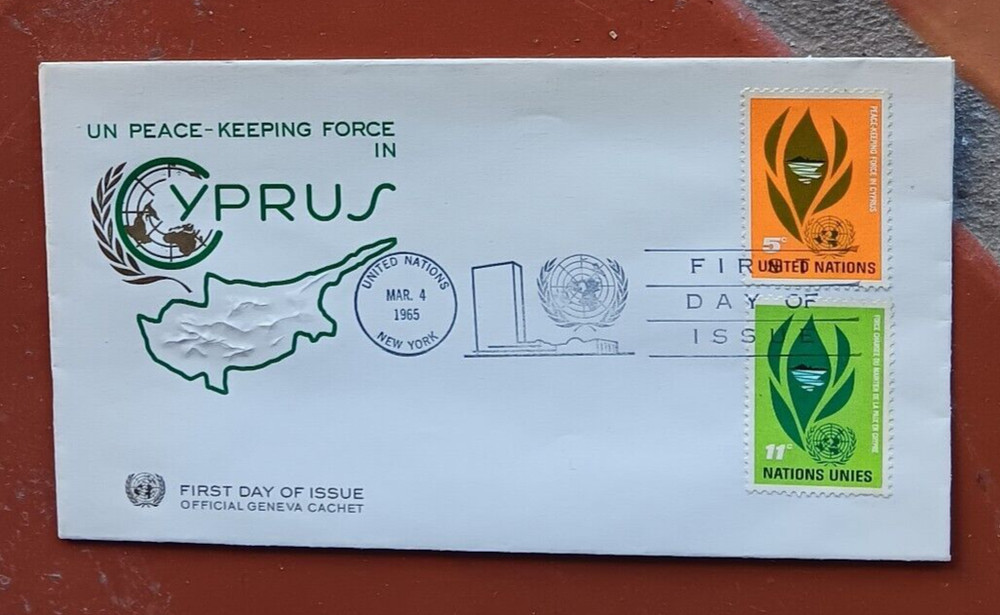 UN PEACE-KEEPING FORCE
IN
CYPRUS
UNITED NATIONS
MAR. 4
1965
NEW YORK
FIRST
DAY OF
ISSUE
PEACE-KEEPING FORCE IN CYPRUS
5c
UNITED NATIONS
FORCE CHARGÉE DU MAINTIEN DE LA PAIX EN CHYPRE
11c
NATIONS UNIES
FIRST DAY OF ISSUE
OFFICIAL GENEVA CACHET